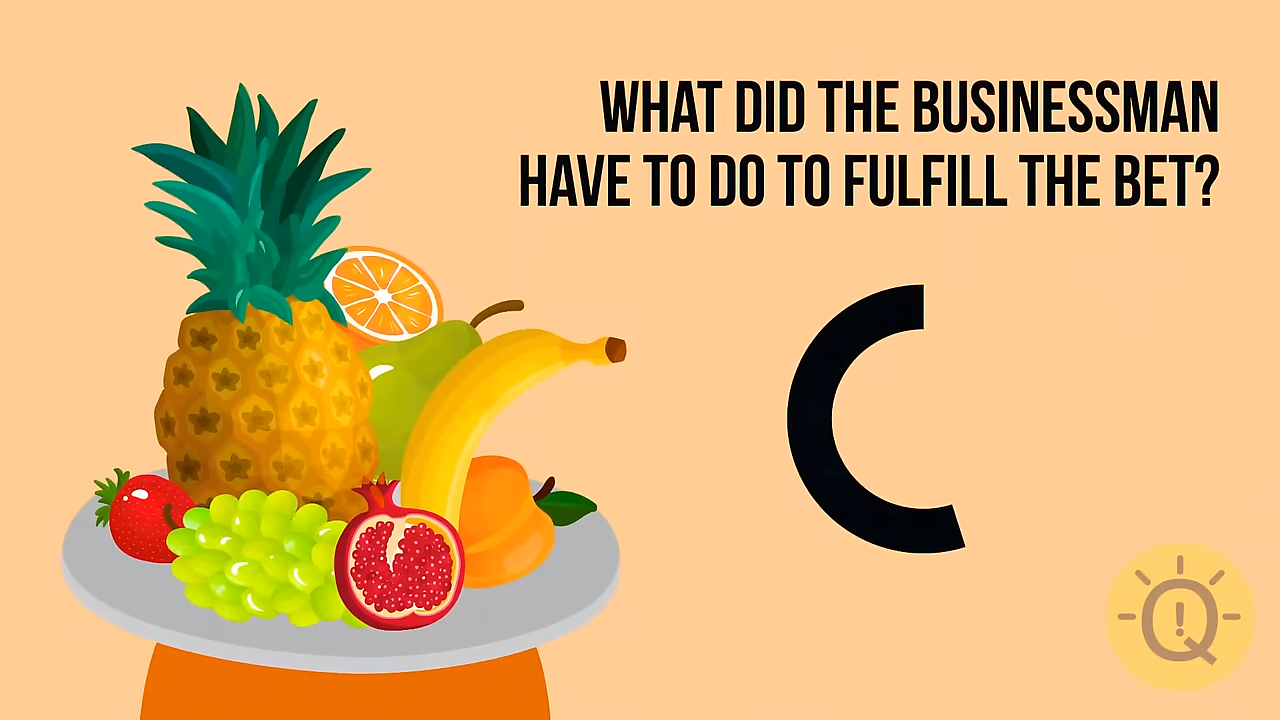 WHAT DID THE BUSINESSMAN
HAVE TO DO TO FULFILL THE BET?
Q!